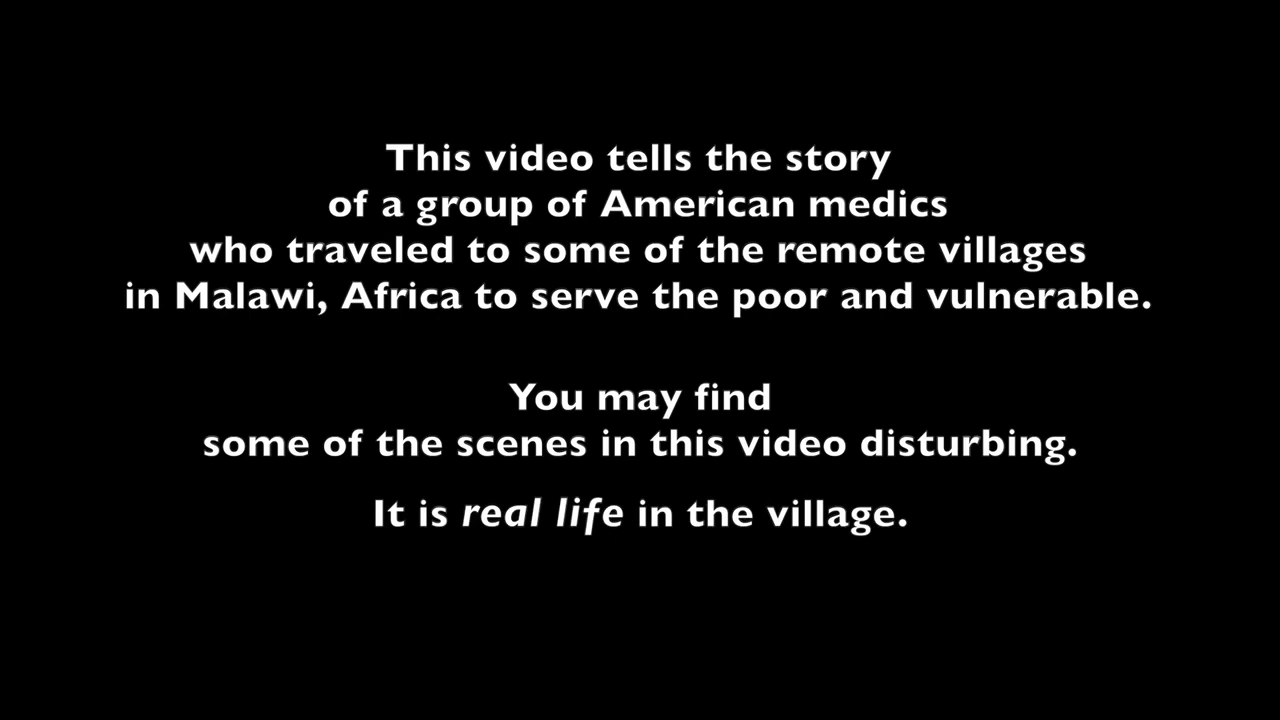 This video tells the story
of a group of American medics
who traveled to some of the remote villages
in Malawi, Africa to serve the poor and vulnerable.
You may find
some of the scenes in this video disturbing.
It is real life in the village.